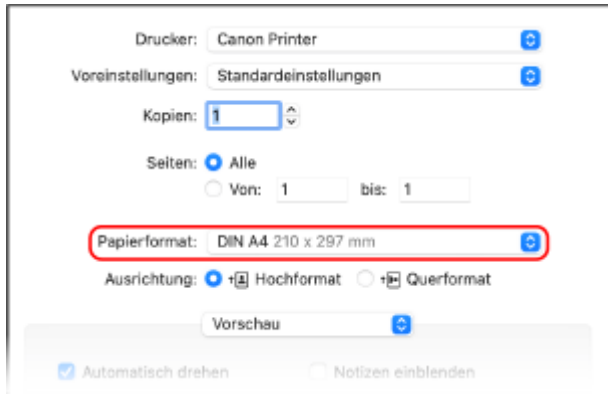 Drucker: Canon Printer
Voreinstellungen: Standardeinstellungen
Kopien: 1
Seiten: Alle
Von: 1 bis: 1
Papierformat: DIN A4 210 x 297 mm
Ausrichtung: Hochformat Querformat
Vorschau
Automatisch drehen Notizen einblenden